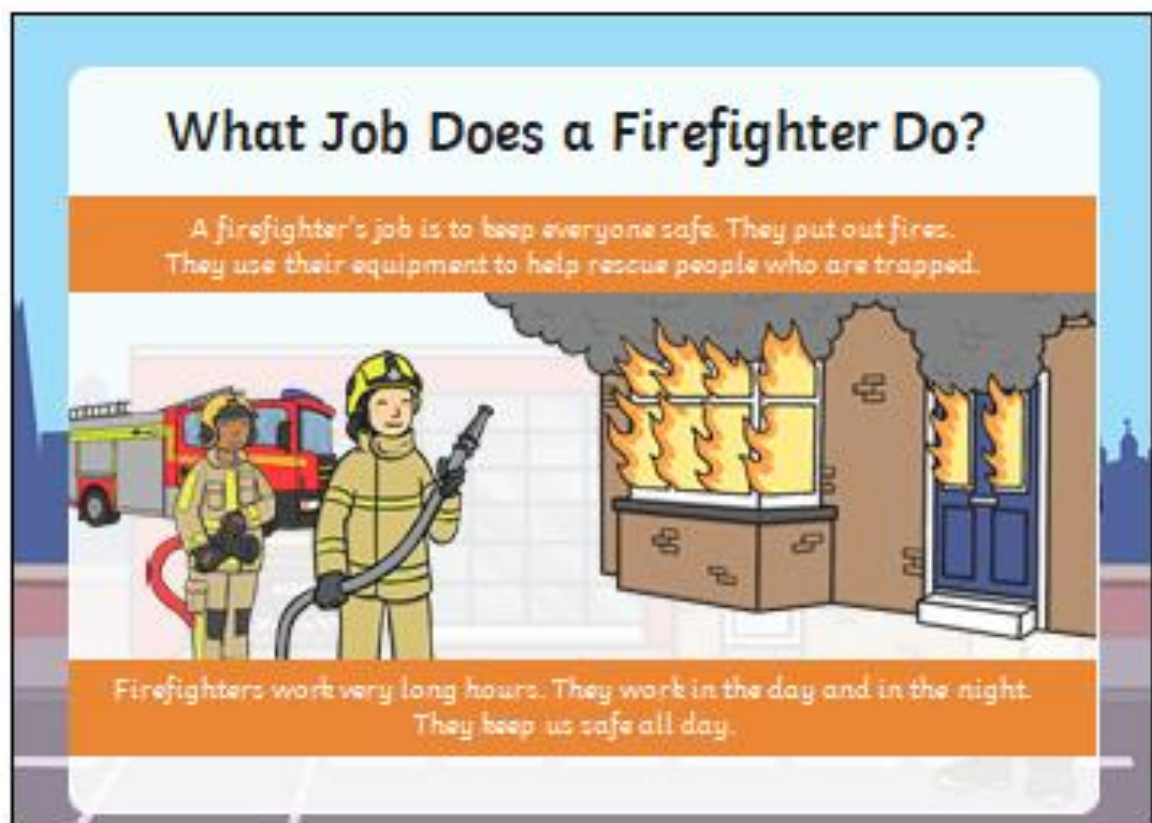 What Job Does a Firefighter Do?
A firefighter's job is to keep everyone safe. They put out fires.
They use their equipment to help rescue people who are trapped.
Firefighters work very long hours. They work in the day and in the night.
They keep us safe all day.